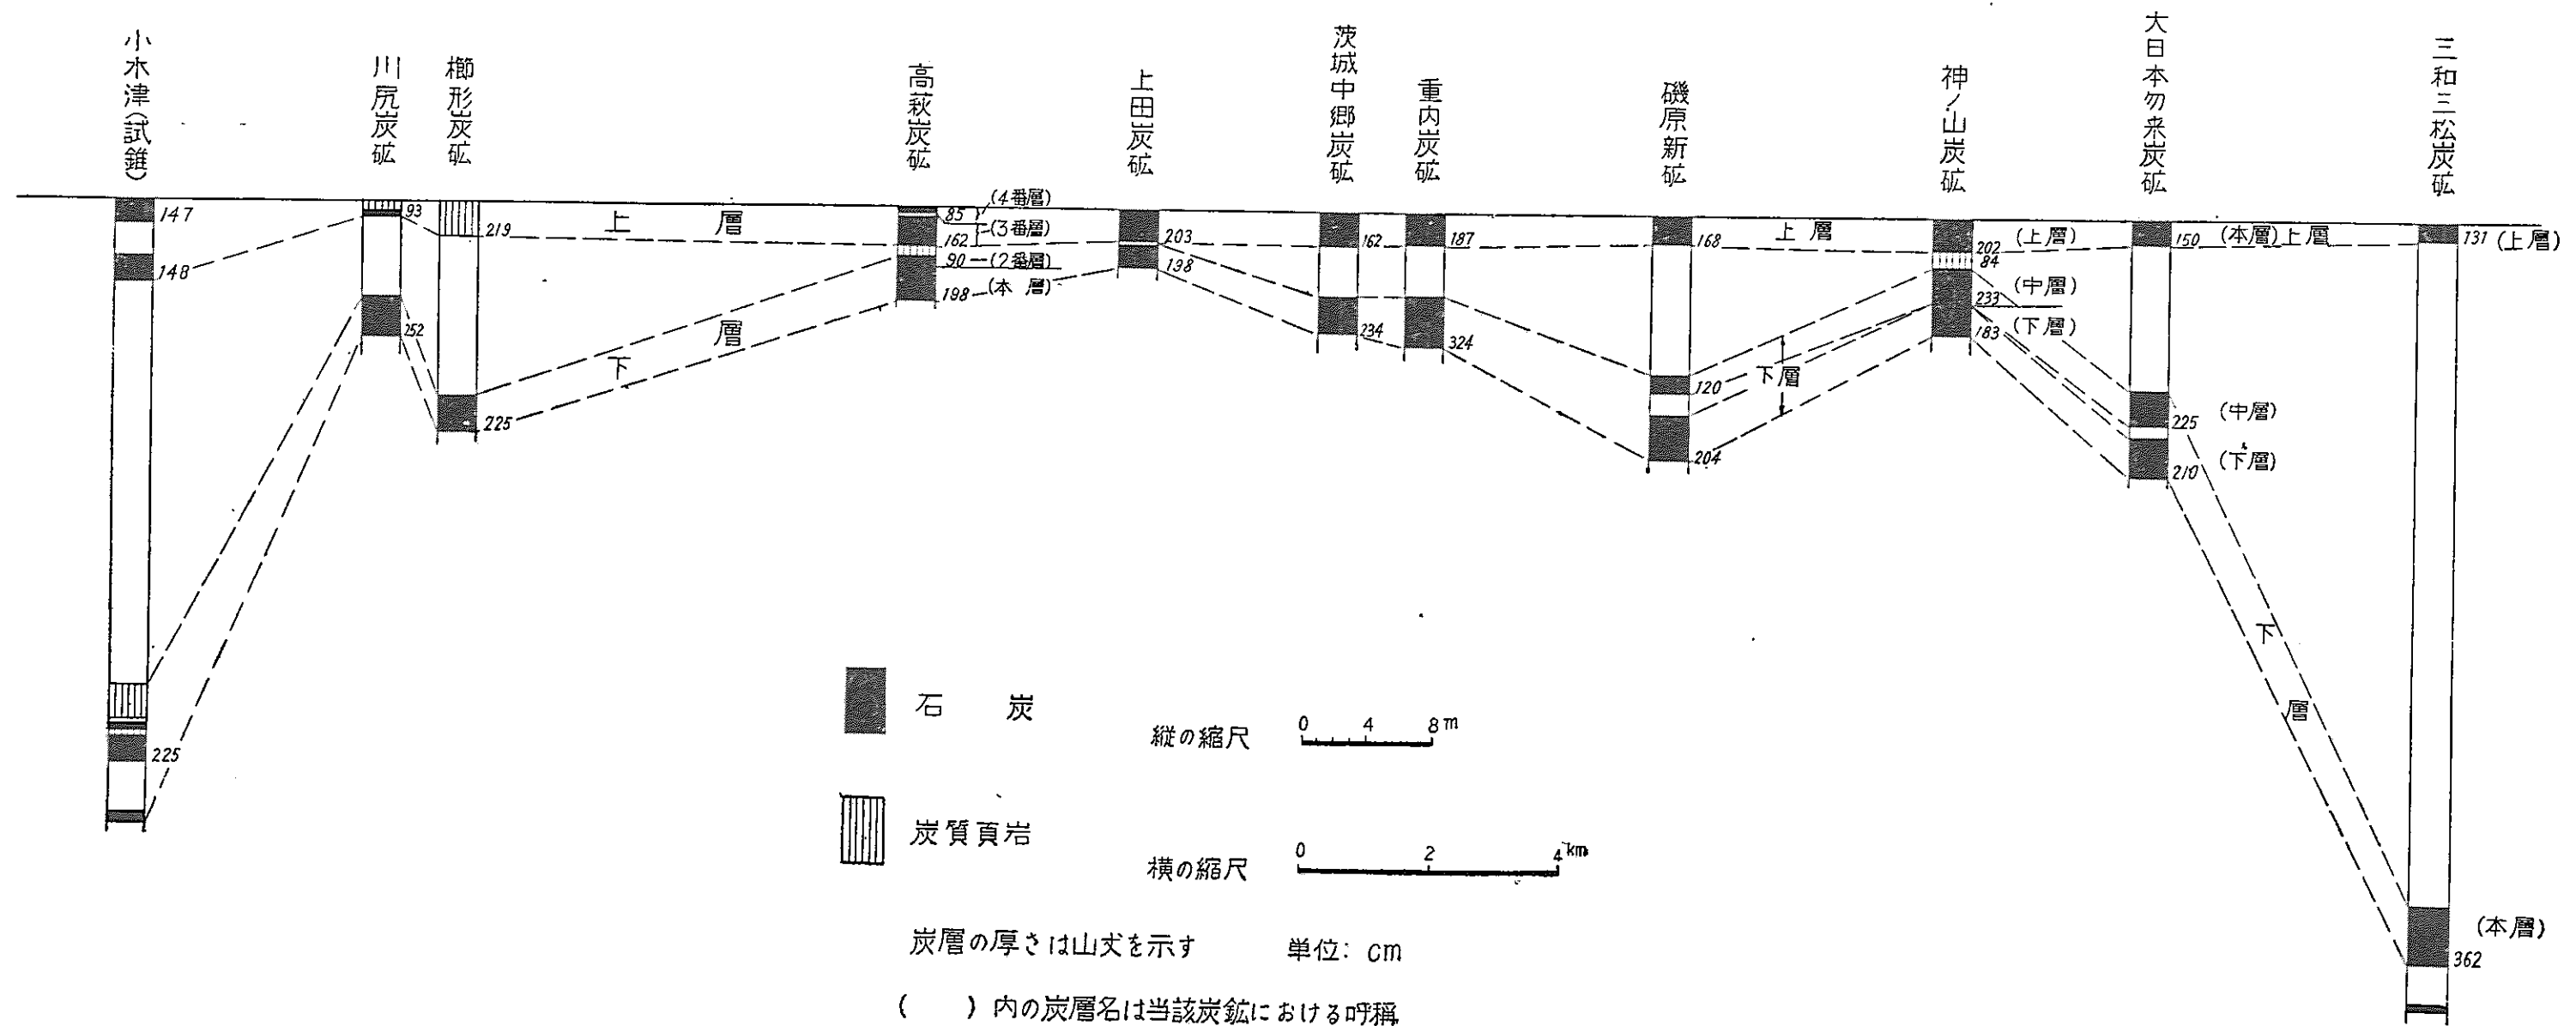 小木津(試錐)
川尻炭砿
櫛形炭砿
高萩炭砿
上田炭砿
茨城中郷炭砿
重内炭砿
磯原新砿
神ノ山炭砿
大日本勿来炭砿
三和三松炭砿
147
148
225
93
252
219
225
上層
下層
85 (4番層)
162 (3番層)
90 (2番層)
198 (本層)
203
198
162
234
187
324
168
120
204
上層
下層
202 (上層)
84
233 (中層)
183 (下層)
150 (本層)
225 (中層)
210 (下層)
上層
下層
131 (上層)
362 (本層)
石炭
炭質頁岩
縦の縮尺 0 4 8m
横の縮尺 0 2 4km
炭層の厚さは山丈を示す 単位: cm
( )内の炭層名は当該炭鉱における呼稱